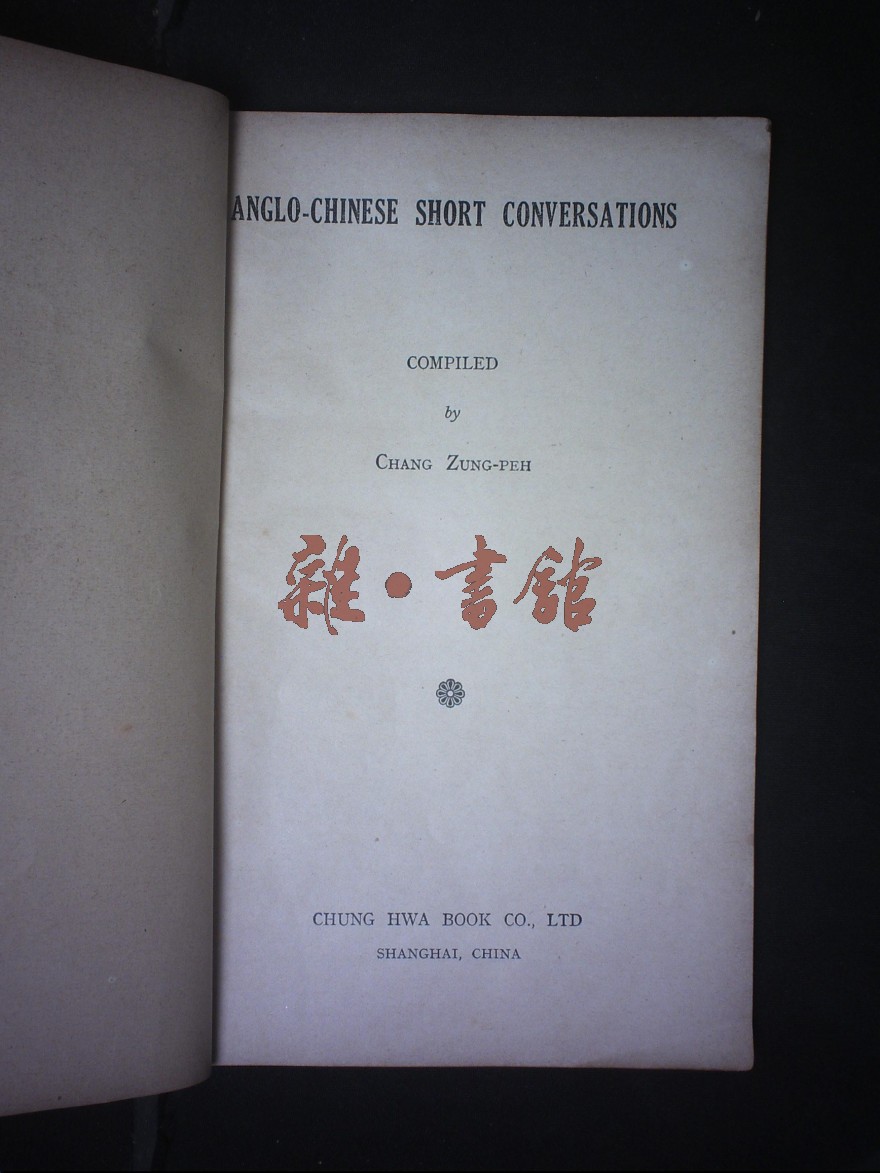 ANGLO-CHINESE SHORT CONVERSATIONS
COMPILED
by
CHANG ZUNG-PEH
雜·書館
CHUNG HWA BOOK CO., LTD
SHANGHAI, CHINA